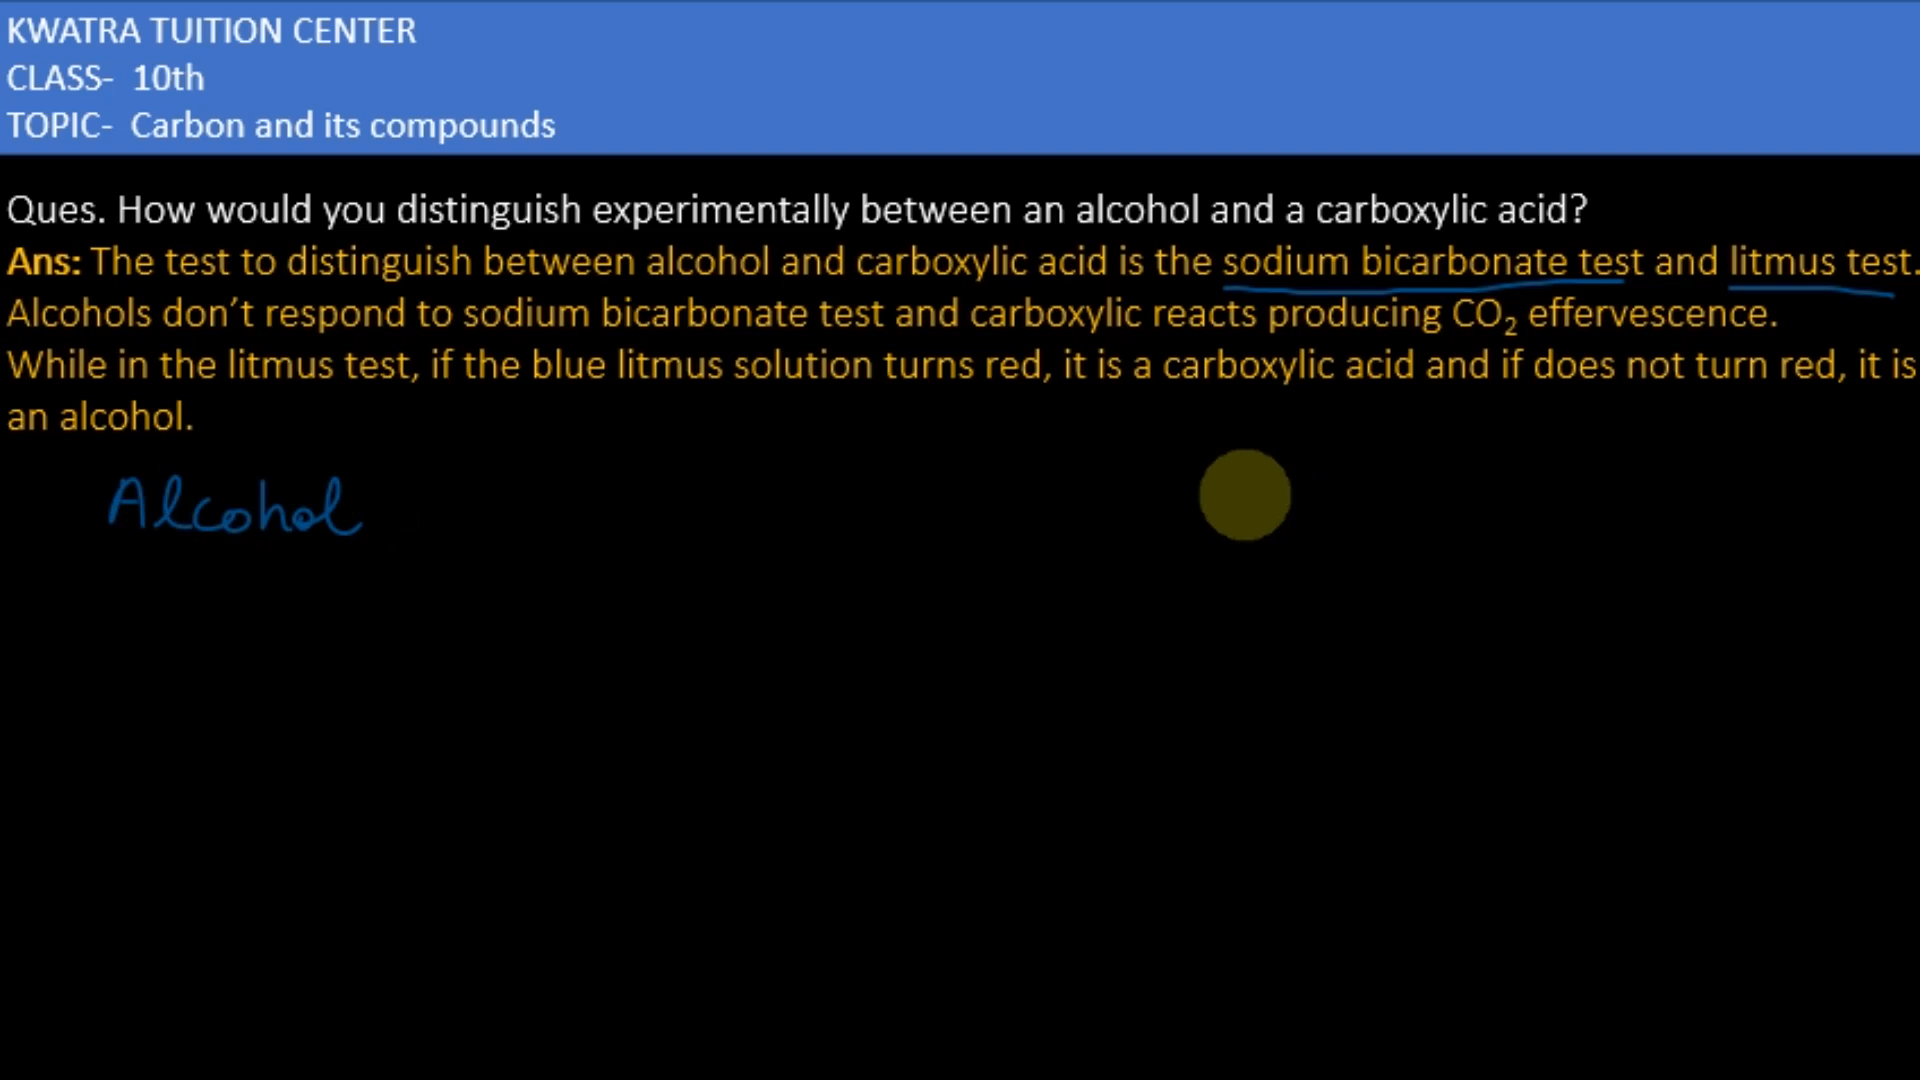 KWATRA TUITION CENTER
CLASS- 10th
TOPIC- Carbon and its compounds
Ques. How would you distinguish experimentally between an alcohol and a carboxylic acid?
Ans: The test to distinguish between alcohol and carboxylic acid is the sodium bicarbonate test and litmus test.
Alcohols don’t respond to sodium bicarbonate test and carboxylic reacts producing CO₂ effervescence.
While in the litmus test, if the blue litmus solution turns red, it is a carboxylic acid and if does not turn red, it is
an alcohol.
Alcohol